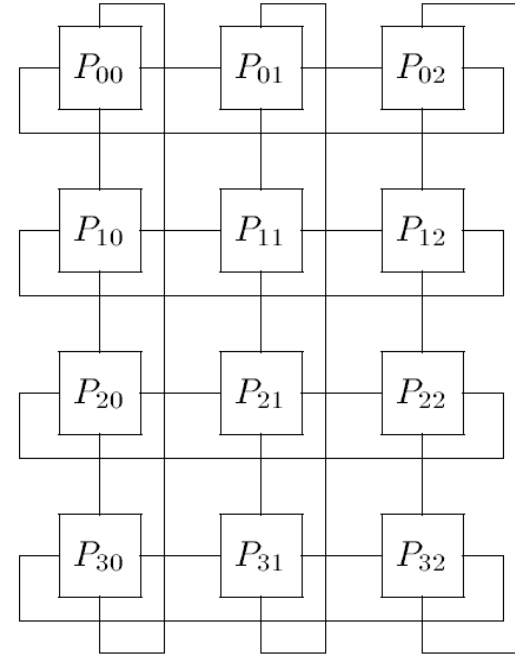 P₀₀ P₀₁ P₀₂
P₁₀ P₁₁ P₁₂
P₂₀ P₂₁ P₂₂
P₃₀ P₃₁ P₃₂